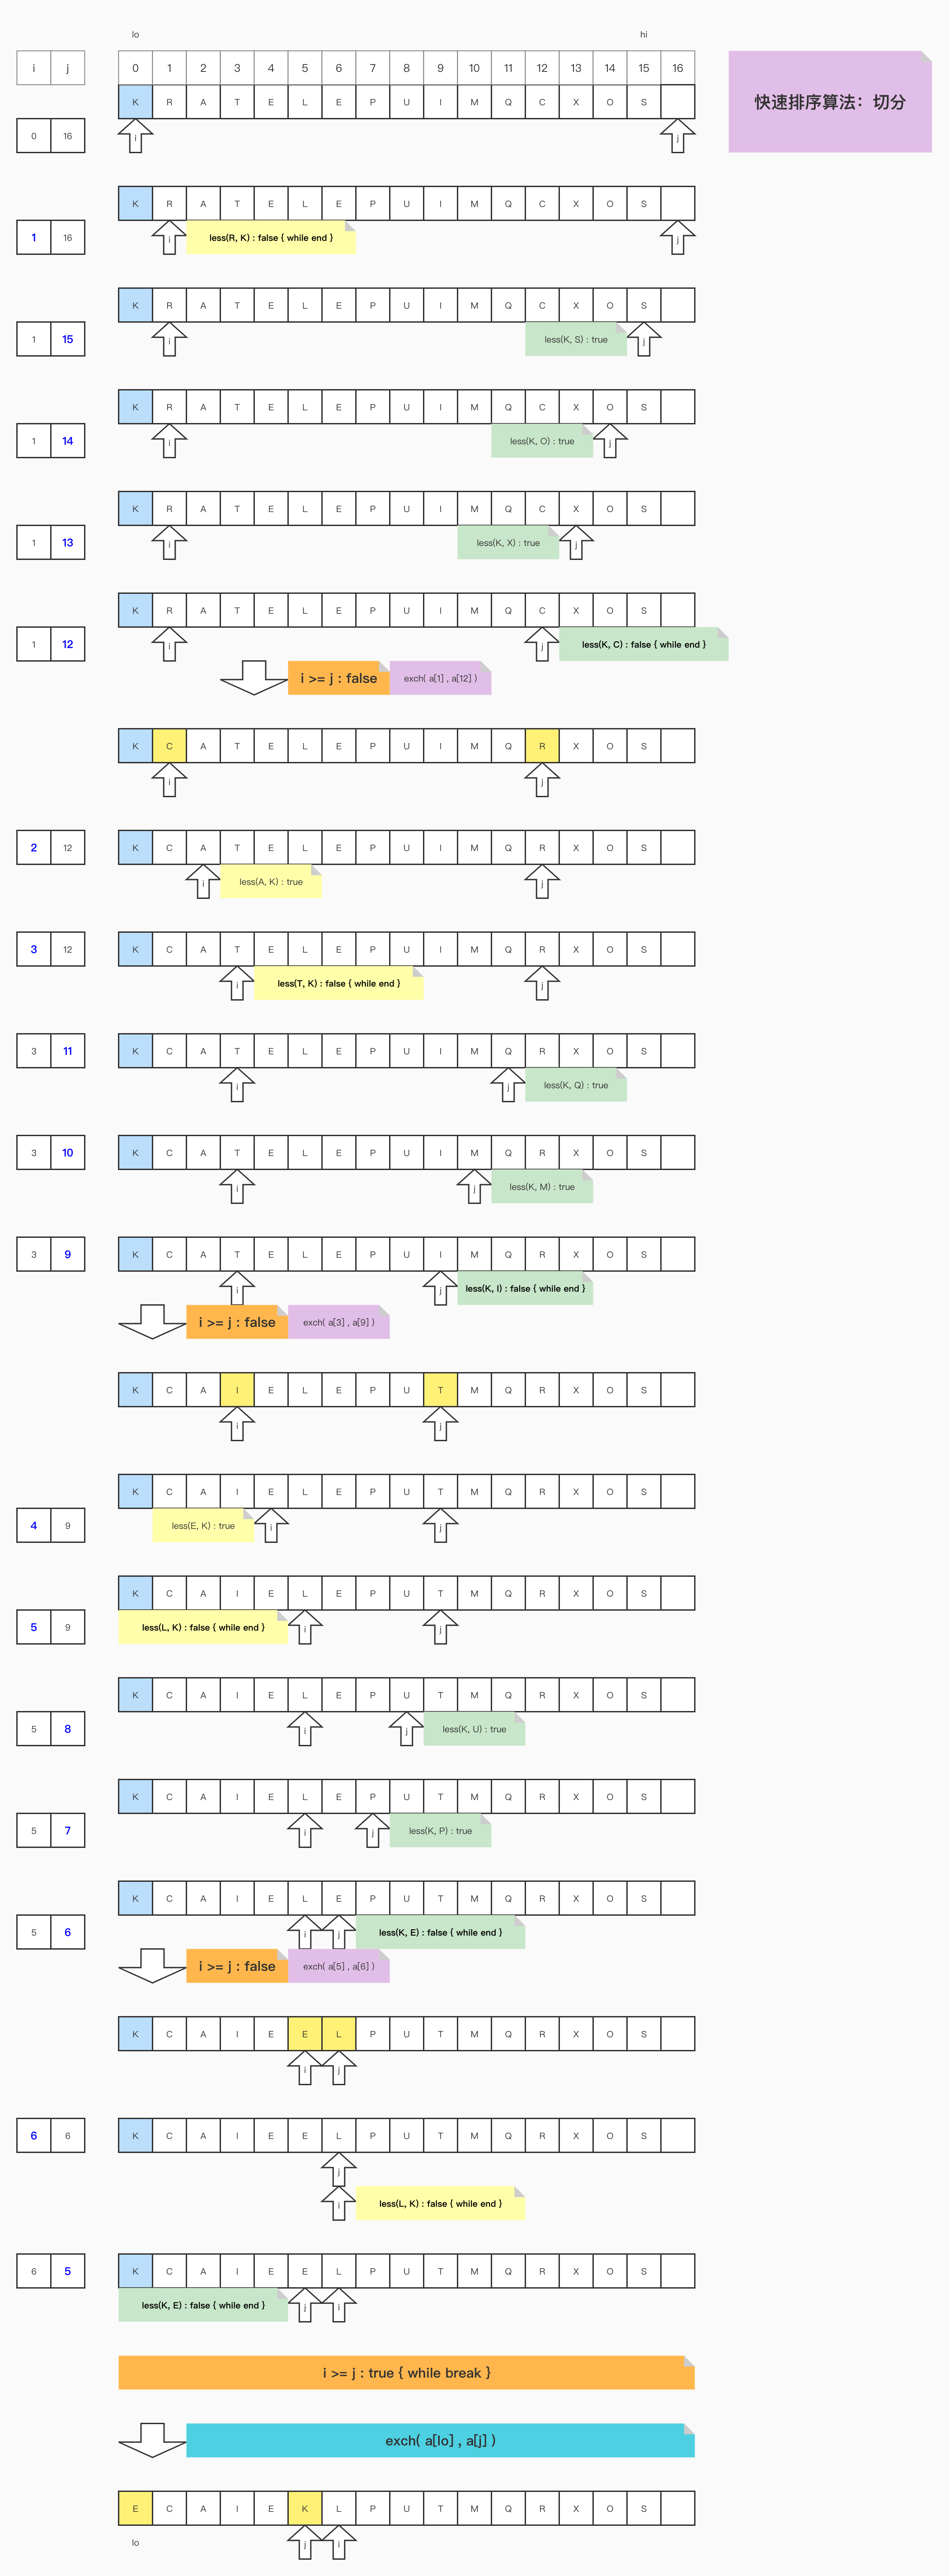 lo hi
i j 0 1 2 3 4 5 6 7 8 9 10 11 12 13 14 15 16
快速排序算法：切分
K R A T E L E P U I M Q C X O S
0 16 i j
K R A T E L E P U I M Q C X O S
1 16 i less(R, K) : false { while end } j
K R A T E L E P U I M Q C X O S
1 15 i less(K, S) : true j
K R A T E L E P U I M Q C X O S
1 14 i less(K, O) : true j
K R A T E L E P U I M Q C X O S
1 13 i less(K, X) : true j
K R A T E L E P U I M Q C X O S
1 12 i j less(K, C) : false { while end }
i >= j : false exch( a[1] , a[12] )
K C A T E L E P U I M Q R X O S
i j
2 12 K C A T E L E P U I M Q R X O S
i less(A, K) : true j
3 12 K C A T E L E P U I M Q R X O S
i less(T, K) : false { while end } j
3 11 K C A T E L E P U I M Q R X O S
i j less(K, Q) : true
3 10 K C A T E L E P U I M Q R X O S
i j less(K, M) : true
3 9 K C A T E L E P U I M Q R X O S
i j less(K, I) : false { while end }
i >= j : false exch( a[3] , a[9] )
K C A I E L E P U T M Q R X O S
i j
K C A I E L E P U T M Q R X O S
4 9 less(E, K) : true i j
K C A I E L E P U T M Q R X O S
5 9 less(L, K) : false { while end } i j
K C A I E L E P U T M Q R X O S
5 8 i j less(K, U) : true
K C A I E L E P U T M Q R X O S
5 7 i j less(K, P) : true
K C A I E L E P U T M Q R X O S
5 6 i j less(K, E) : false { while end }
i >= j : false exch( a[5] , a[6] )
K C A I E E L P U T M Q R X O S
i j
6 6 K C A I E E L P U T M Q R X O S
j
i less(L, K) : false { while end }
6 5 K C A I E E L P U T M Q R X O S
less(K, E) : false { while end } j i
i >= j : true { while break }
exch( a[lo] , a[j] )
E C A I E K L P U T M Q R X O S
lo j i